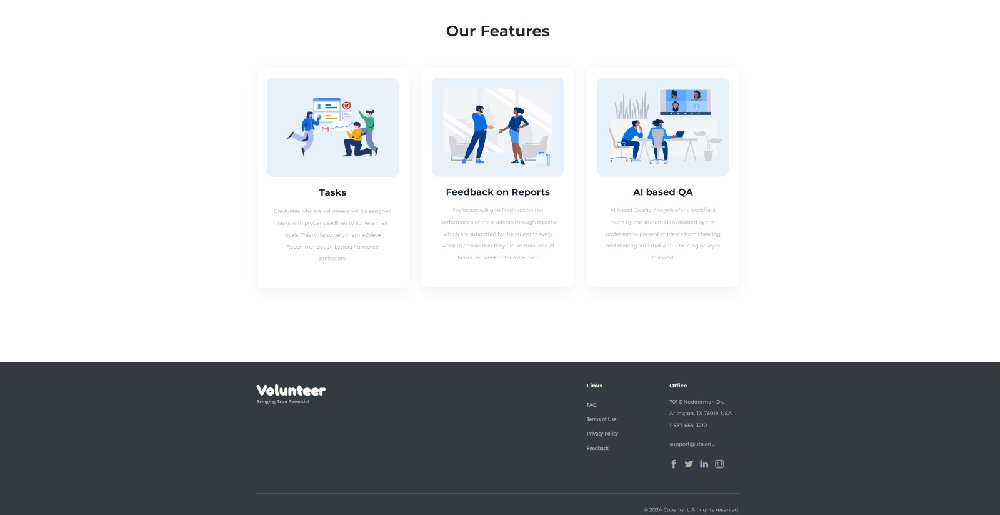 Our Features
Tasks
Graduates who are volunteers will be assigned
tasks with proper deadlines to achieve their
goals. This will also help them achieve
Recommendation Letters from their
professors.
Feedback on Reports
Professors will give feedback on the
performance of the students through reports
which are submitted by the students every
week to ensure that they are on track and 21
hours per week criteria are met.
AI based QA
AI based Quality Analysis of the work/task
done by the students is evaluated by the
professors to prevent students from cheating
and making sure that Anti-Cheating policy is
followed.
Volunteer
Bringing True Potential
Links
FAQ
Terms of Use
Privacy Policy
Feedback
Office
701 S Nedderman Dr,
Arlington, TX 76019, USA
1-987-654-3210
support@uta.edu
© 2024 Copyright. All rights reserved.